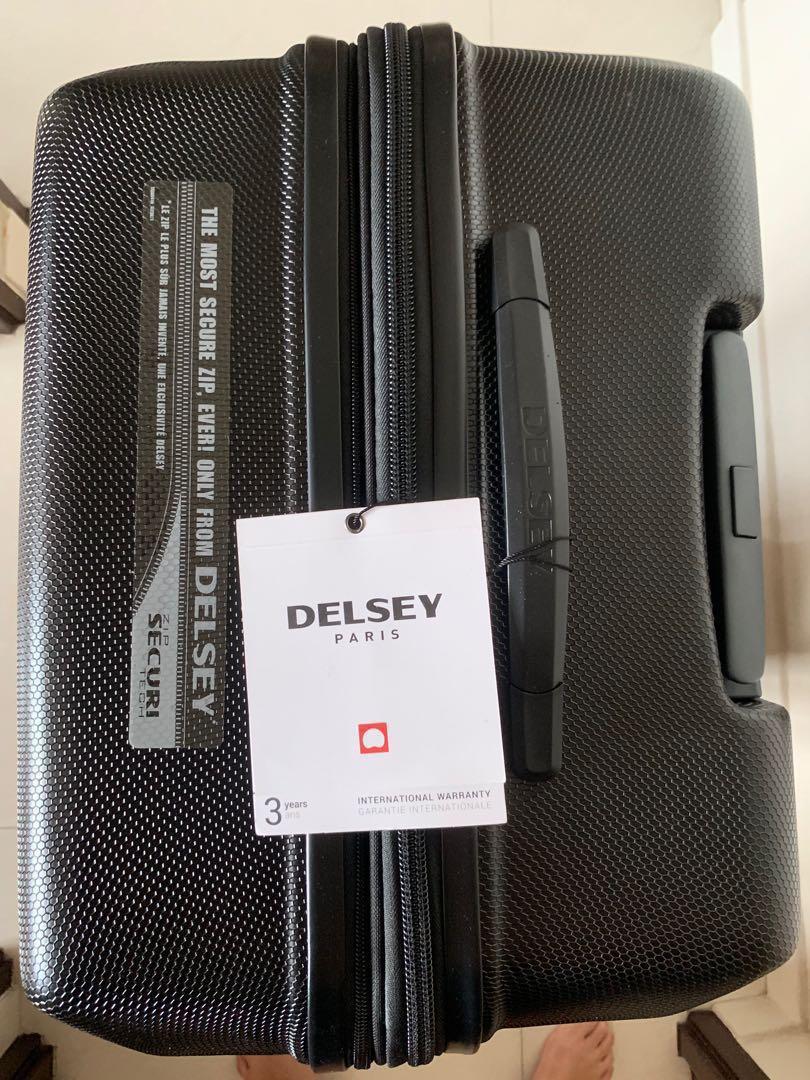 THE MOST SECURE ZIP, EVER! ONLY FROM DELSEY
*LE ZIP LE PLUS SÛR JAMAIS INVENTÉ, UNE EXCLUSIVITÉ DELSEY
ZIP
SECURI
TECH
DELSEY
DELSEY
PARIS
3 years
ans
INTERNATIONAL WARRANTY
GARANTIE INTERNATIONALE